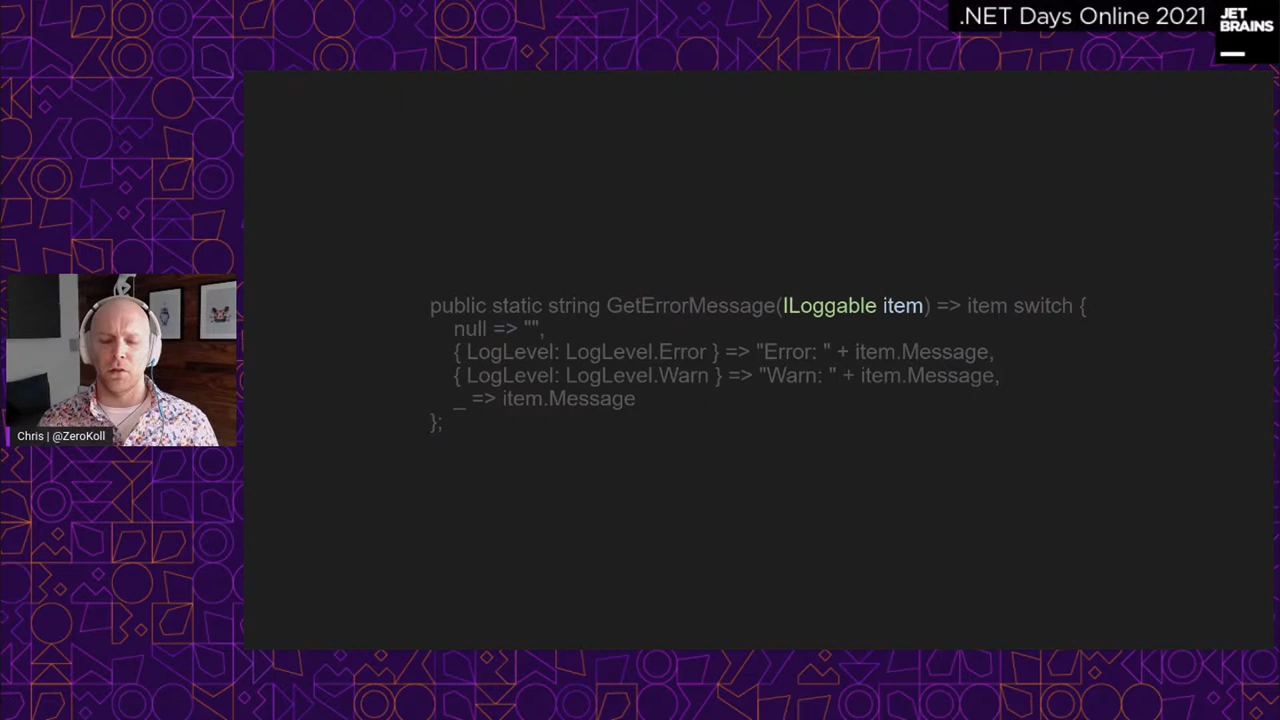 .NET Days Online 2021
JET
BRAINS
public static string GetErrorMessage(ILoggable item) => item switch {
null => "",
{ LogLevel: LogLevel.Error } => "Error: " + item.Message,
{ LogLevel: LogLevel.Warn } => "Warn: " + item.Message,
_ => item.Message
};
Chris | @ZeroKoll